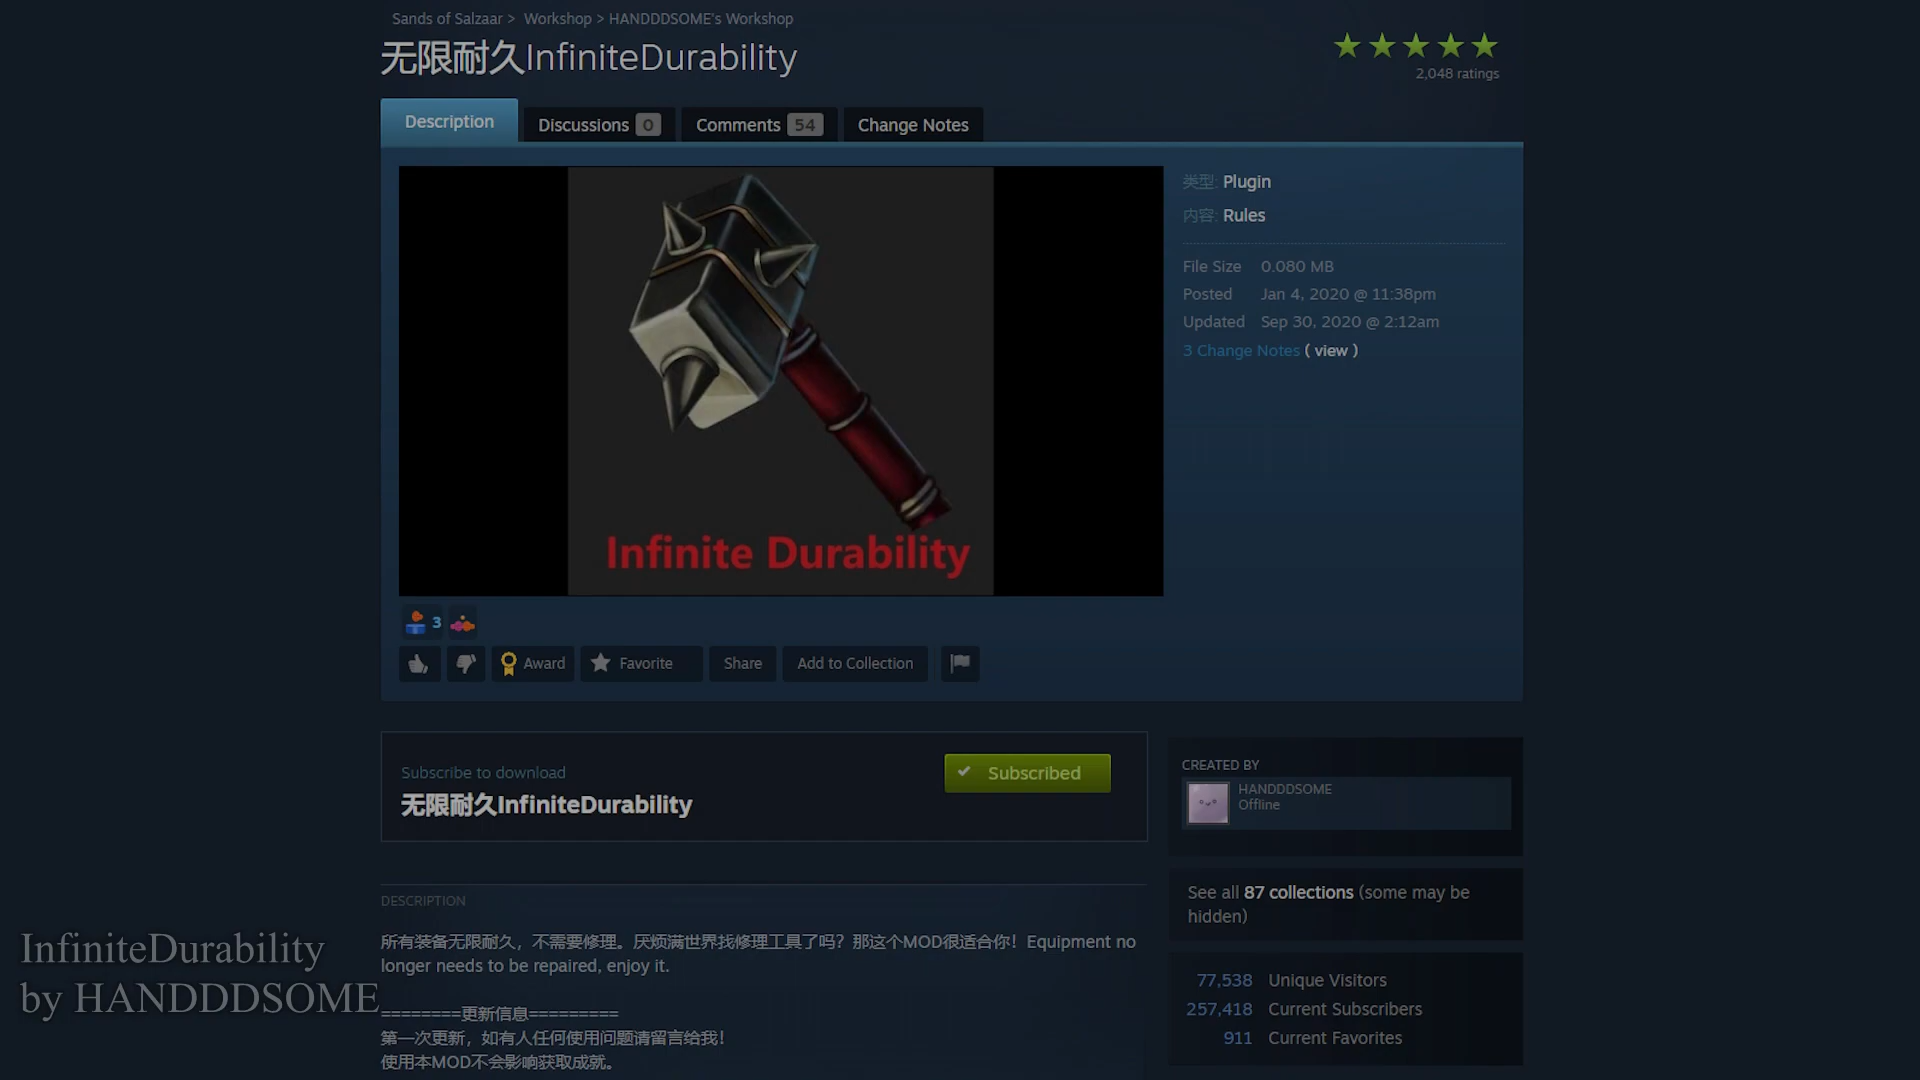 Sands of Salzaar > Workshop > HANDDDSOME's Workshop
无限耐久InfiniteDurability
2,048 ratings
Description
Discussions 0
Comments 54
Change Notes
类型: Plugin
内容: Rules
File Size 0.080 MB
Posted Jan 4, 2020 @ 11:38pm
Updated Sep 30, 2020 @ 2:12am
3 Change Notes ( view )
Infinite Durability
3
Award
Favorite
Share
Add to Collection
Subscribe to download
无限耐久InfiniteDurability
Subscribed
CREATED BY
HANDDDSOME
Offline
See all 87 collections (some may be
hidden)
77,538 Unique Visitors
257,418 Current Subscribers
911 Current Favorites
DESCRIPTION
所有装备无限耐久，不需要修理。厌烦满世界找修理工具了吗？那这个MOD很适合你！Equipment no
longer needs to be repaired, enjoy it.
========更新信息=========
第一次更新，如有人任何使用问题请留言给我！
使用本MOD不会影响获取成就。
InfiniteDurability
by HANDDDSOME